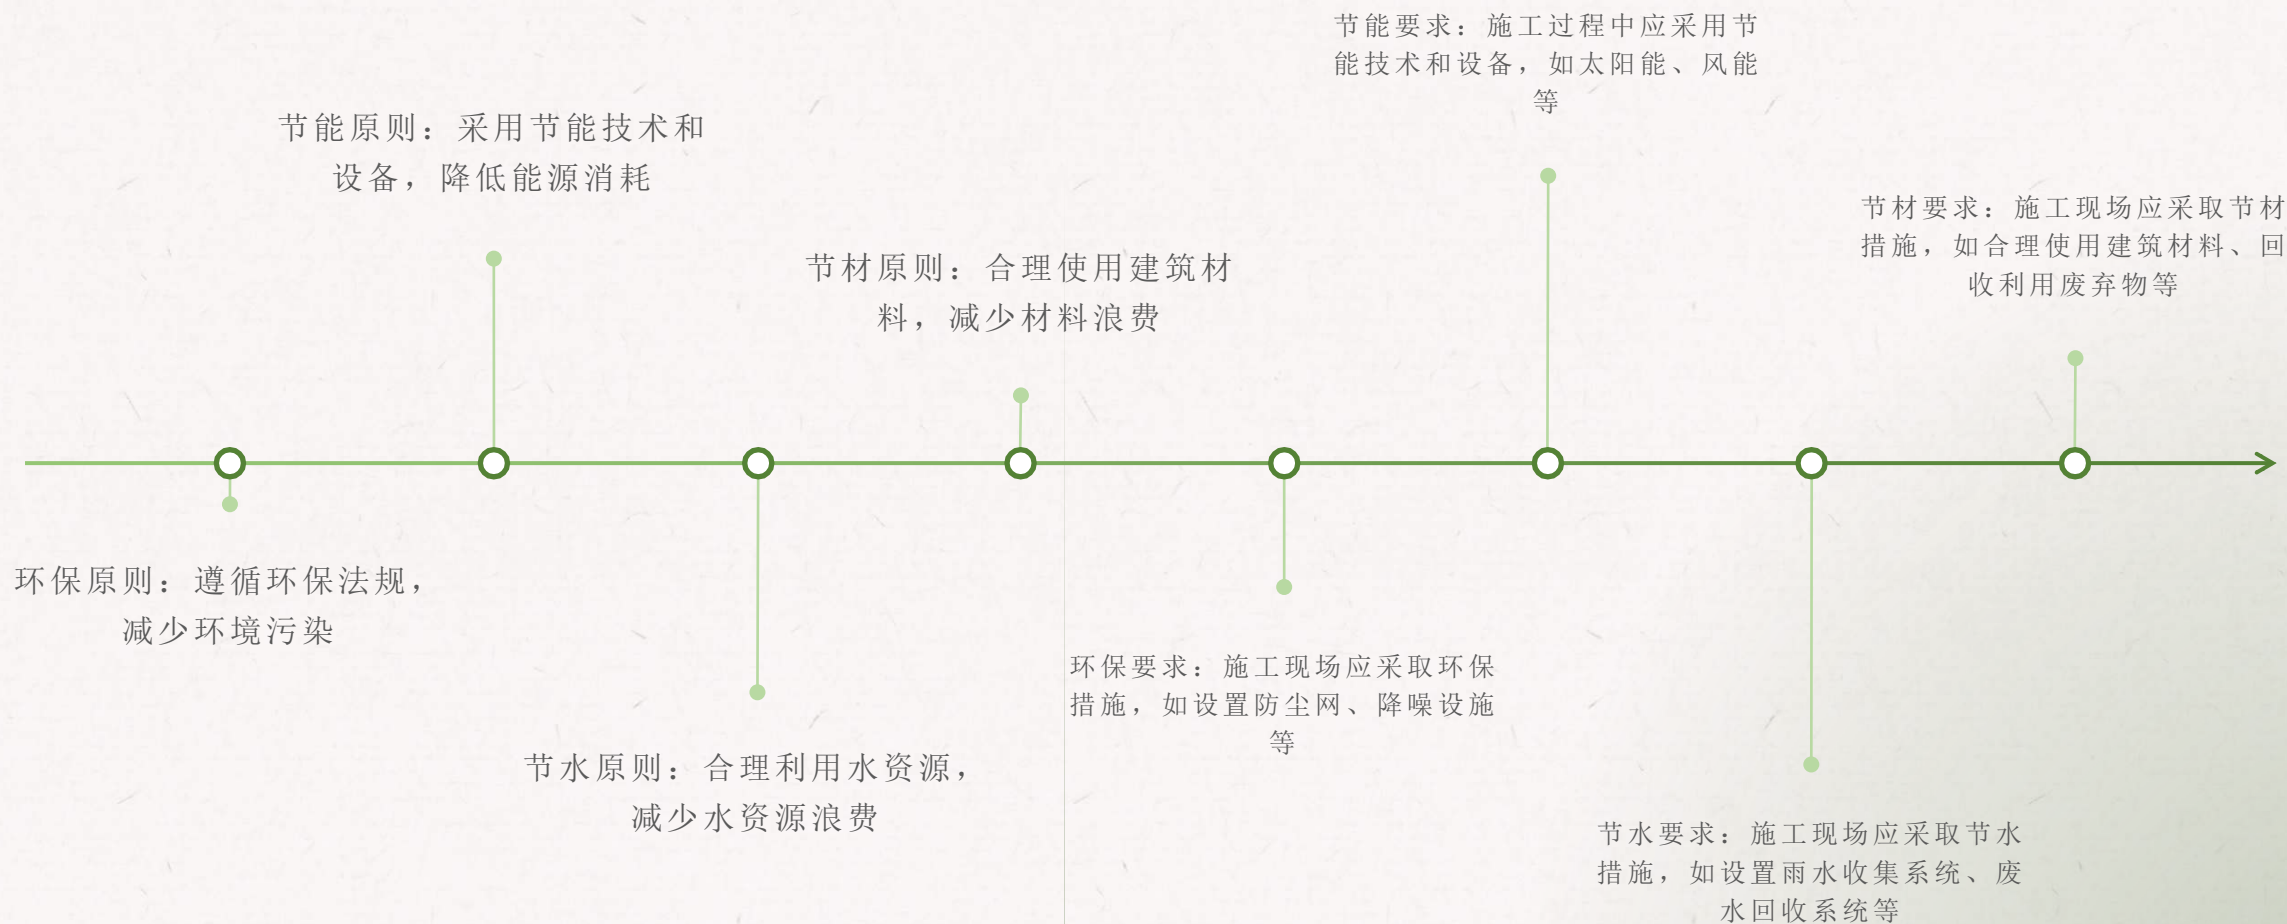 环保原则：遵循环保法规，
减少环境污染
节能原则：采用节能技术和
设备，降低能源消耗
节水原则：合理利用水资源，
减少水资源浪费
节材原则：合理使用建筑材
料，减少材料浪费
环保要求：施工现场应采取环保
措施，如设置防尘网、降噪设施
等
节能要求：施工过程中应采用节
能技术和设备，如太阳能、风能
等
节水要求：施工现场应采取节水
措施，如设置雨水收集系统、废
水回收系统等
节材要求：施工现场应采取节材
措施，如合理使用建筑材料、回
收利用废弃物等